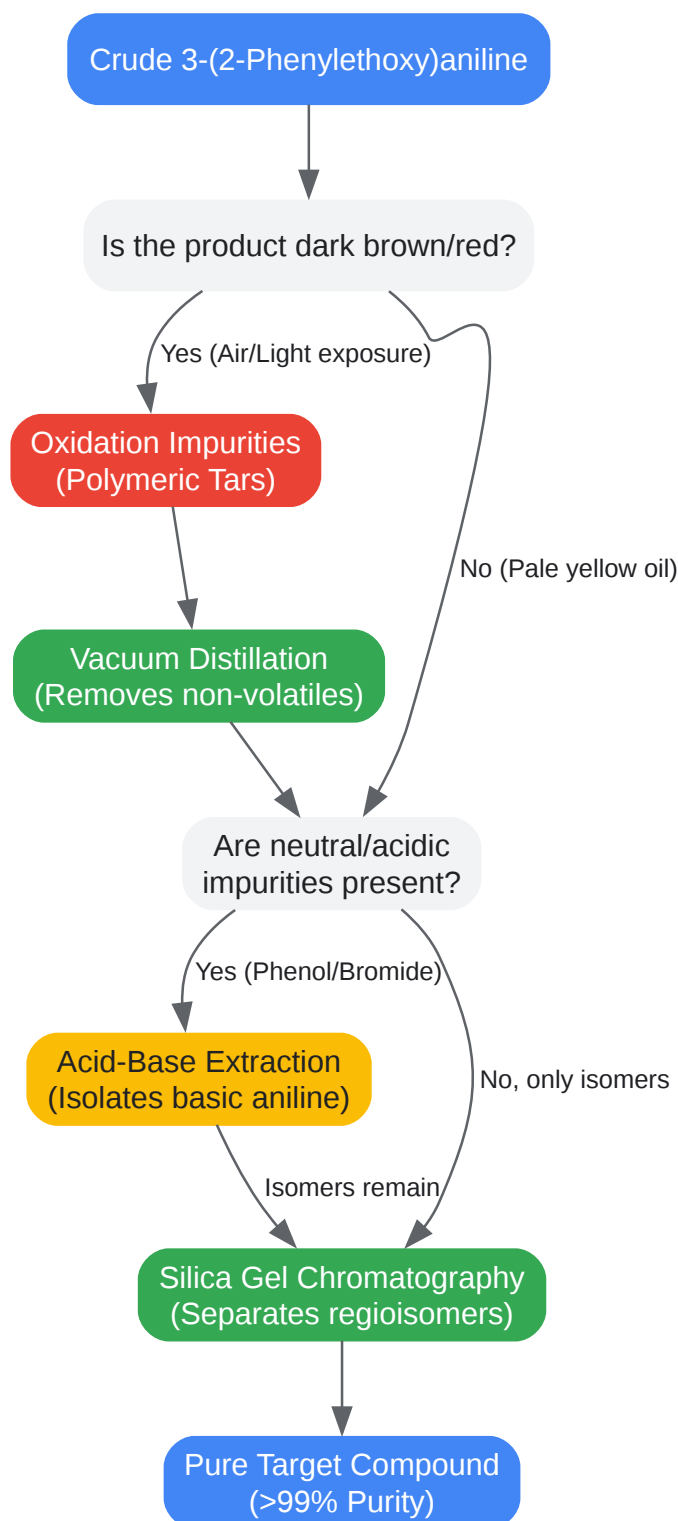 Crude 3-(2-Phenylethoxy)aniline
Is the product dark brown/red?
Yes (Air/Light exposure)
Oxidation Impurities
(Polymeric Tars)
No (Pale yellow oil)
Vacuum Distillation
(Removes non-volatiles)
Are neutral/acidic
impurities present?
Yes (Phenol/Bromide)
Acid-Base Extraction
(Isolates basic aniline)
No, only isomers
Isomers remain
Silica Gel Chromatography
(Separates regioisomers)
Pure Target Compound
(>99% Purity)